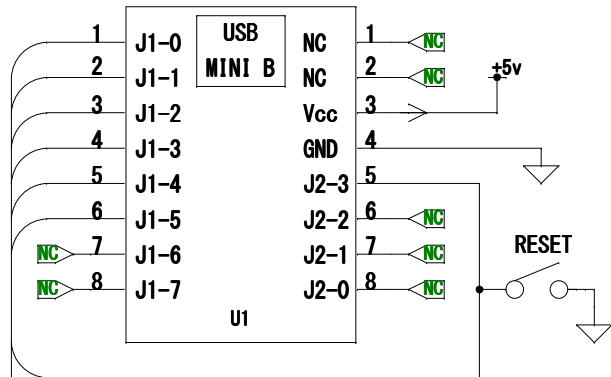 1 J1-0 USB NC 1 NC
2 J1-1 MINI B NC 2 NC +5v
3 J1-2 Vcc 3
4 J1-3 GND 4
5 J1-4 J2-3 5
6 J1-5 J2-2 6 NC
NC 7 J1-6 J2-1 7 NC RESET
NC 8 J1-7 J2-0 8 NC
U1